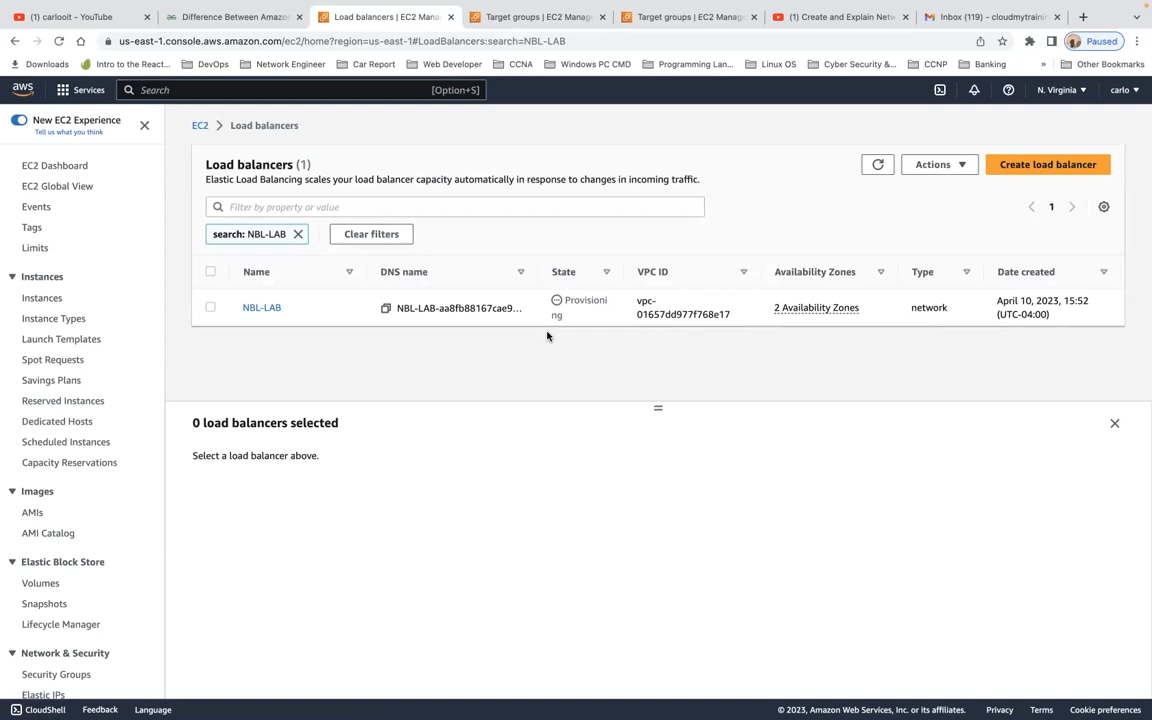 (1) carloit - YouTube
Difference Between Amazon
Load balancers | EC2 Mana
Target groups | EC2 Manag
Target groups | EC2 Manag
(1) Create and Explain Netw
Inbox (119) - cloudmytrainin
us-east-1.console.aws.amazon.com/ec2/home?region=us-east-1#LoadBalancers:search=NBL-LAB
Paused
Downloads
Intro to the React...
DevOps
Network Engineer
Car Report
Web Developer
CCNA
Windows PC CMD
Programming Lan...
Linux OS
Cyber Security &...
CCNP
Banking
»
Other Bookmarks
aws
Services
Search
[Option+S]
N. Virginia
carlo
New EC2 Experience
Tell us what you think
EC2 Dashboard
EC2 Global View
Events
Tags
Limits
Instances
Instances
Instance Types
Launch Templates
Spot Requests
Savings Plans
Reserved Instances
Dedicated Hosts
Scheduled Instances
Capacity Reservations
Images
AMIs
AMI Catalog
Elastic Block Store
Volumes
Snapshots
Lifecycle Manager
Network & Security
Security Groups
Elastic IPs
EC2 > Load balancers
Load balancers (1)
Elastic Load Balancing scales your load balancer capacity automatically in response to changes in incoming traffic.
Actions
Create load balancer
Filter by property or value
1
search: NBL-LAB
Clear filters
Name
DNS name
State
VPC ID
Availability Zones
Type
Date created
NBL-LAB
NBL-LAB-aa8fb88167cae9...
Provisioni
ng
vpc-
01657dd977f768e17
2 Availability Zones
network
April 10, 2023, 15:52
(UTC-04:00)
0 load balancers selected
Select a load balancer above.
CloudShell
Feedback
Language
© 2023, Amazon Web Services, Inc. or its affiliates.
Privacy
Terms
Cookie preferences